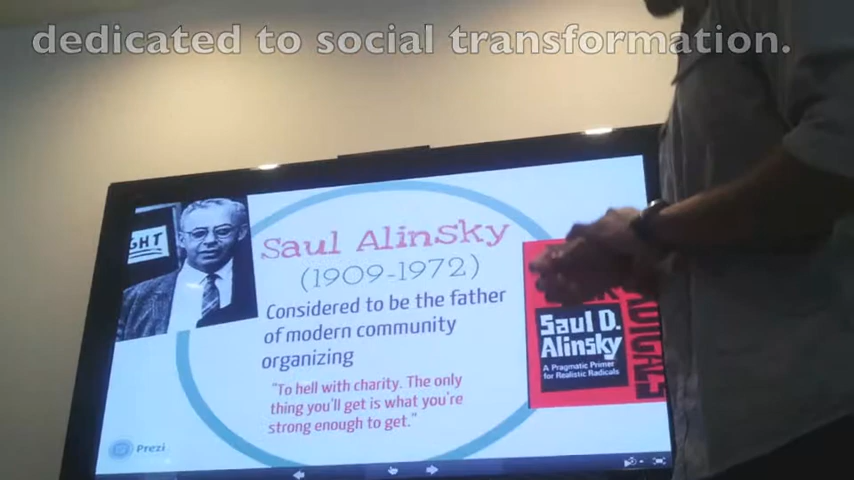 dedicated to social transformation.
GHT
Saul Alinsky
(1909-1972)
Considered to be the father
of modern community
organizing
"To hell with charity. The only
thing you'll get is what you're
strong enough to get."
Saul D.
Alinsky
A Pragmatic Primer
for Realistic Radicals
ADICALS
Prezi